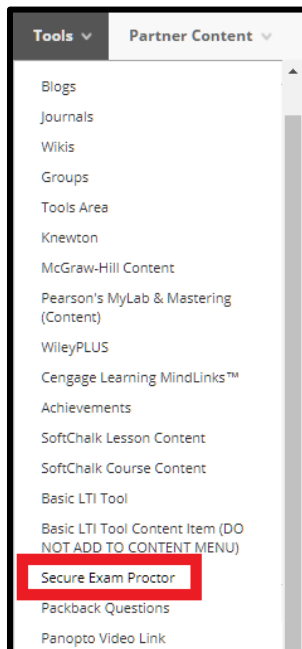 Tools
Partner Content
Blogs
Journals
Wikis
Groups
Tools Area
Knewton
McGraw-Hill Content
Pearson's MyLab & Mastering
(Content)
WileyPLUS
Cengage Learning MindLinks™
Achievements
SoftChalk Lesson Content
SoftChalk Course Content
Basic LTI Tool
Basic LTI Tool Content Item (DO
NOT ADD TO CONTENT MENU)
Secure Exam Proctor
Packback Questions
Panopto Video Link